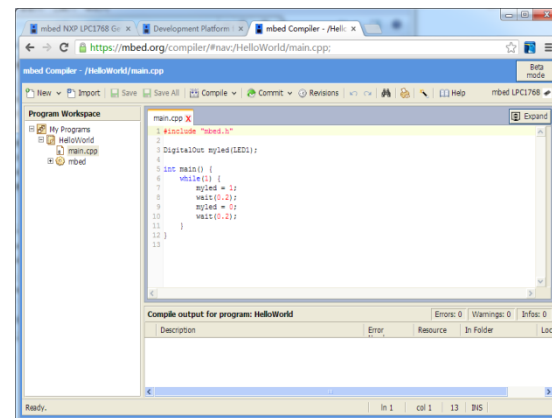 mbed NXP LPC1768 Ge Development Platform mbed Compiler - /Hello
https://mbed.org/compiler/#nav:/HelloWorld/main.cpp;
mbed Compiler - /HelloWorld/main.cpp Beta mode
New Import Save Save All Compile Commit Revisions Help mbed LPC1768
Program Workspace
My Programs
HelloWorld
main.cpp
mbed
main.cpp X Expand
1 #include "mbed.h"
2
3 DigitalOut myled(LED1);
4
5 int main() {
6 while(1) {
7 myled = 1;
8 wait(0.2);
9 myled = 0;
10 wait(0.2);
11 }
12 }
13
Compile output for program: HelloWorld Errors: 0 Warnings: 0 Infos: 0
Description Error Resource In Folder Loc
Ready. ln 1 col 1 13 INS